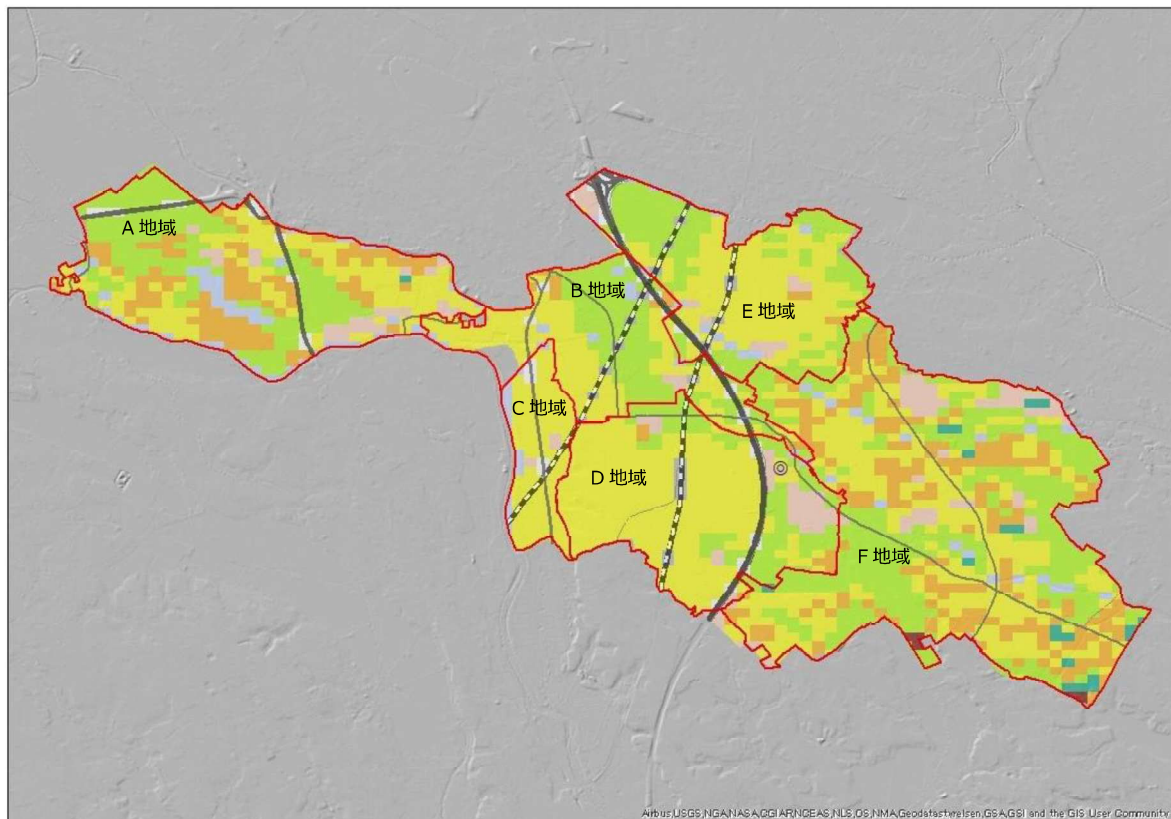 A 地域
B 地域
E 地域
C 地域
D 地域
F 地域
Airbus,USGS,NGA,NASA,CGIAR,NCEAS,NLS,OS,NMA,Geodatastyrelsen,GSA,GSI and the GIS User Community